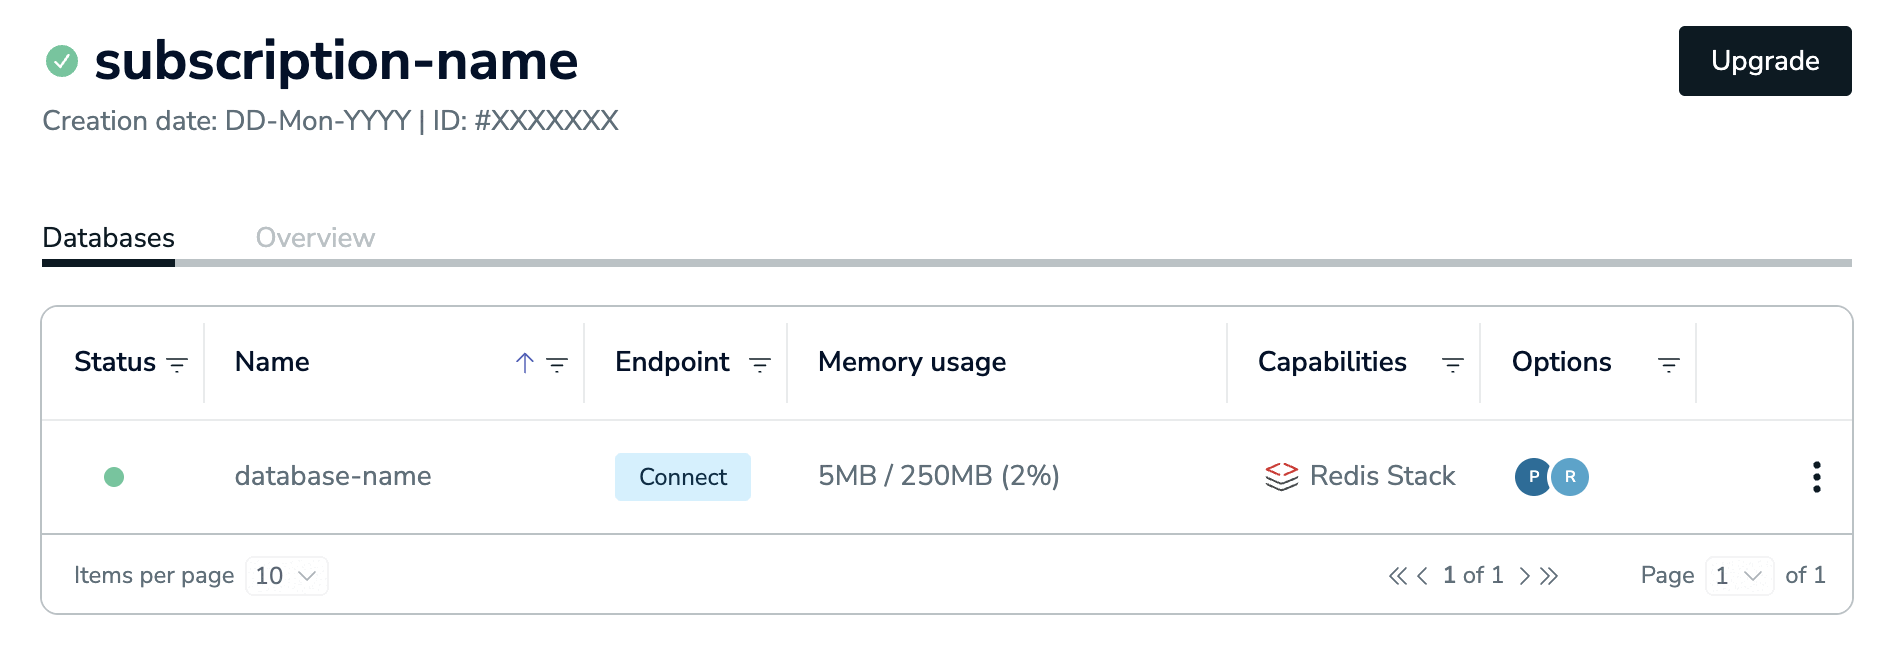 subscription-name
Upgrade
Creation date: DD-Mon-YYYY | ID: #XXXXXXX
Databases Overview
Status Name Endpoint Memory usage Capabilities Options
database-name Connect 5MB / 250MB (2%) Redis Stack P R
Items per page 10 1 of 1 Page 1 of 1